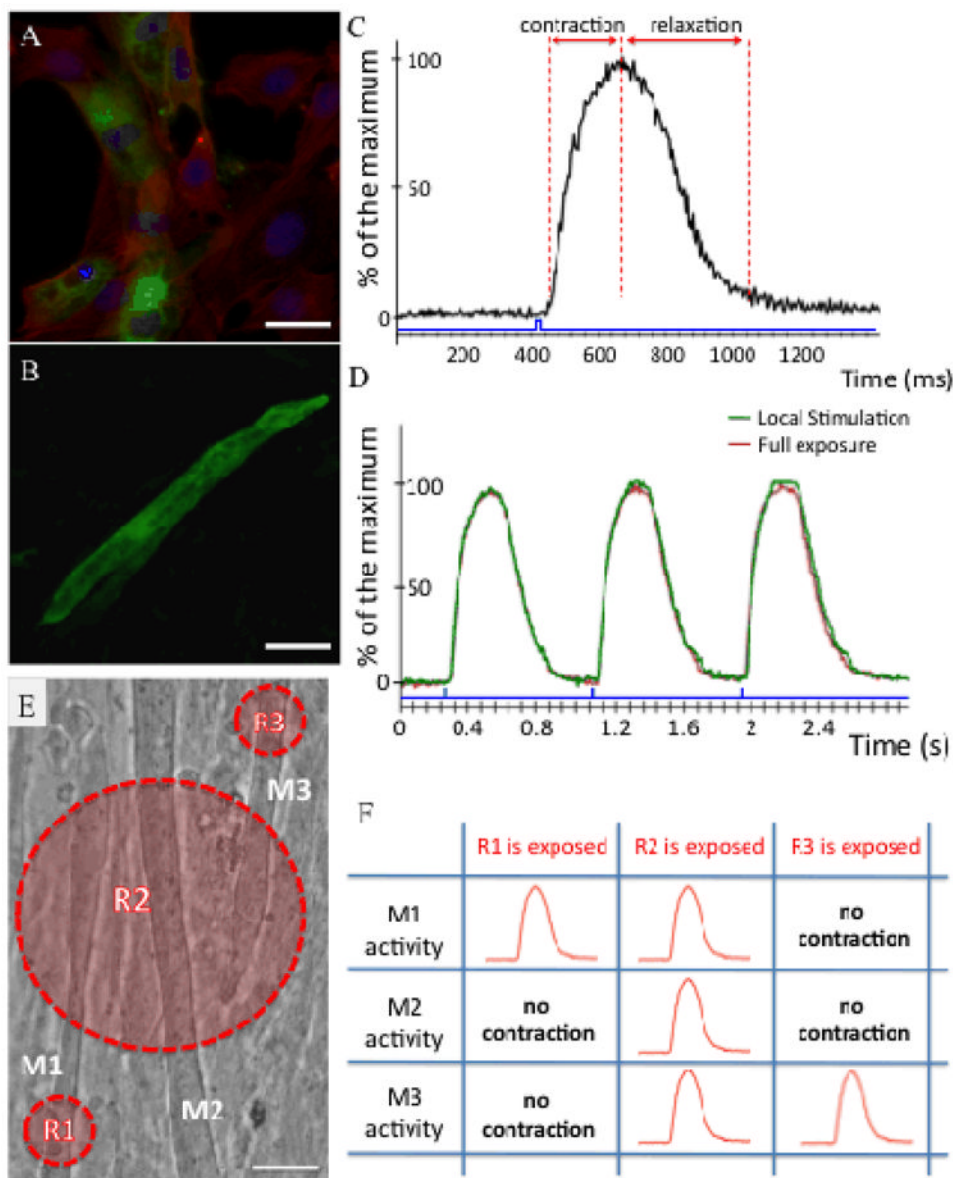 A
B
C
contraction relaxation
% of the maximum
100
50
0
200 400 600 800 1000 1200
Time (ms)
D
Local Stimulation
Full exposure
% of the maximum
100
50
0
0 0.4 0.8 1.2 1.6 2 2.4
Time (s)
E
R3
M3
R2
M1
R1
M2
F
R1 is exposed R2 is exposed R3 is exposed
M1
activity
no
contraction
M2
activity
no
contraction
no
contraction
M3
activity
no
contraction